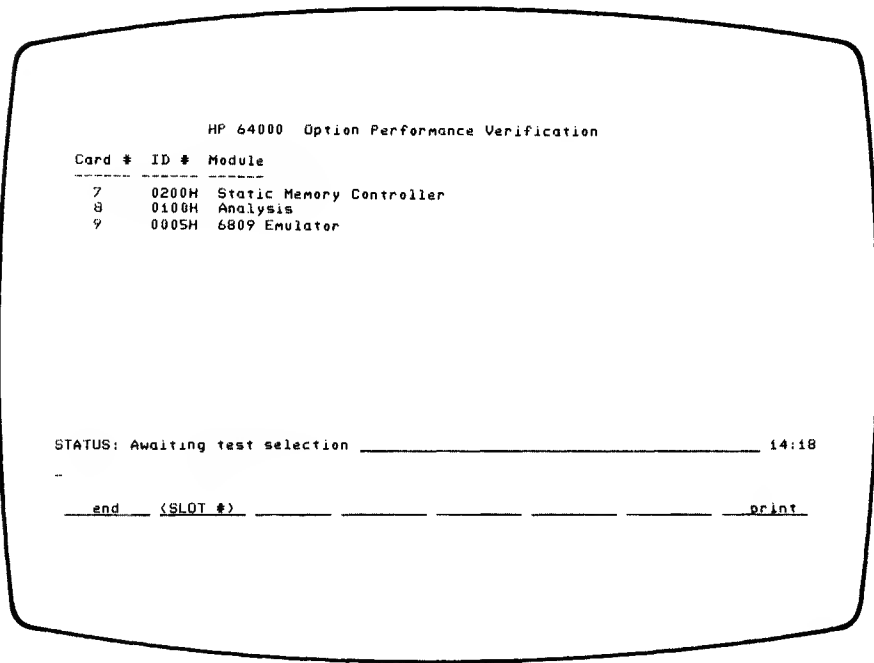 HP 64000 Option Performance Verification
Card # ID # Module
7 0200H Static Memory Controller
8 0100H Analysis
9 0005H 6809 Emulator
STATUS: Awaiting test selection 14:18
end (SLOT #) print